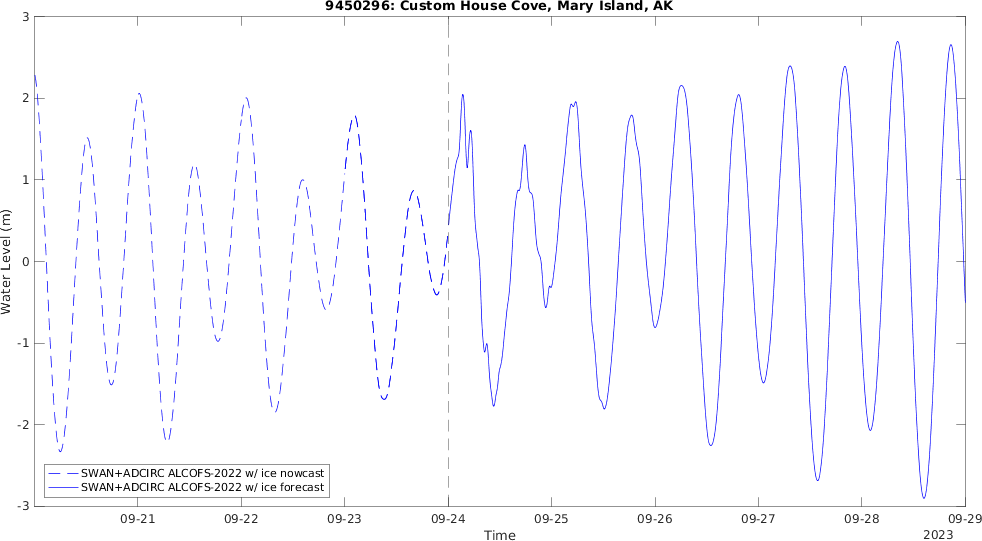 9450296: Custom House Cove, Mary Island, AK
3
2
1
0
-1
-2
-3
Water Level (m)
SWAN+ADCIRC ALCOFS-2022 w/ ice nowcast
SWAN+ADCIRC ALCOFS-2022 w/ ice forecast
09-21 09-22 09-23 09-24 09-25 09-26 09-27 09-28 09-29
Time
2023